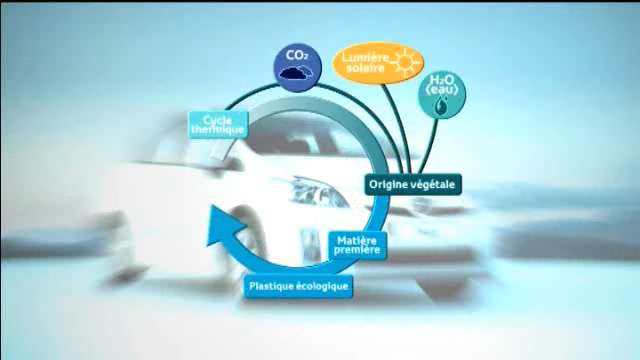 CO₂
Lumière
solaire
H₂O
(eau)
Cycle
thermique
Origine végétale
Matière
première
Plastique écologique